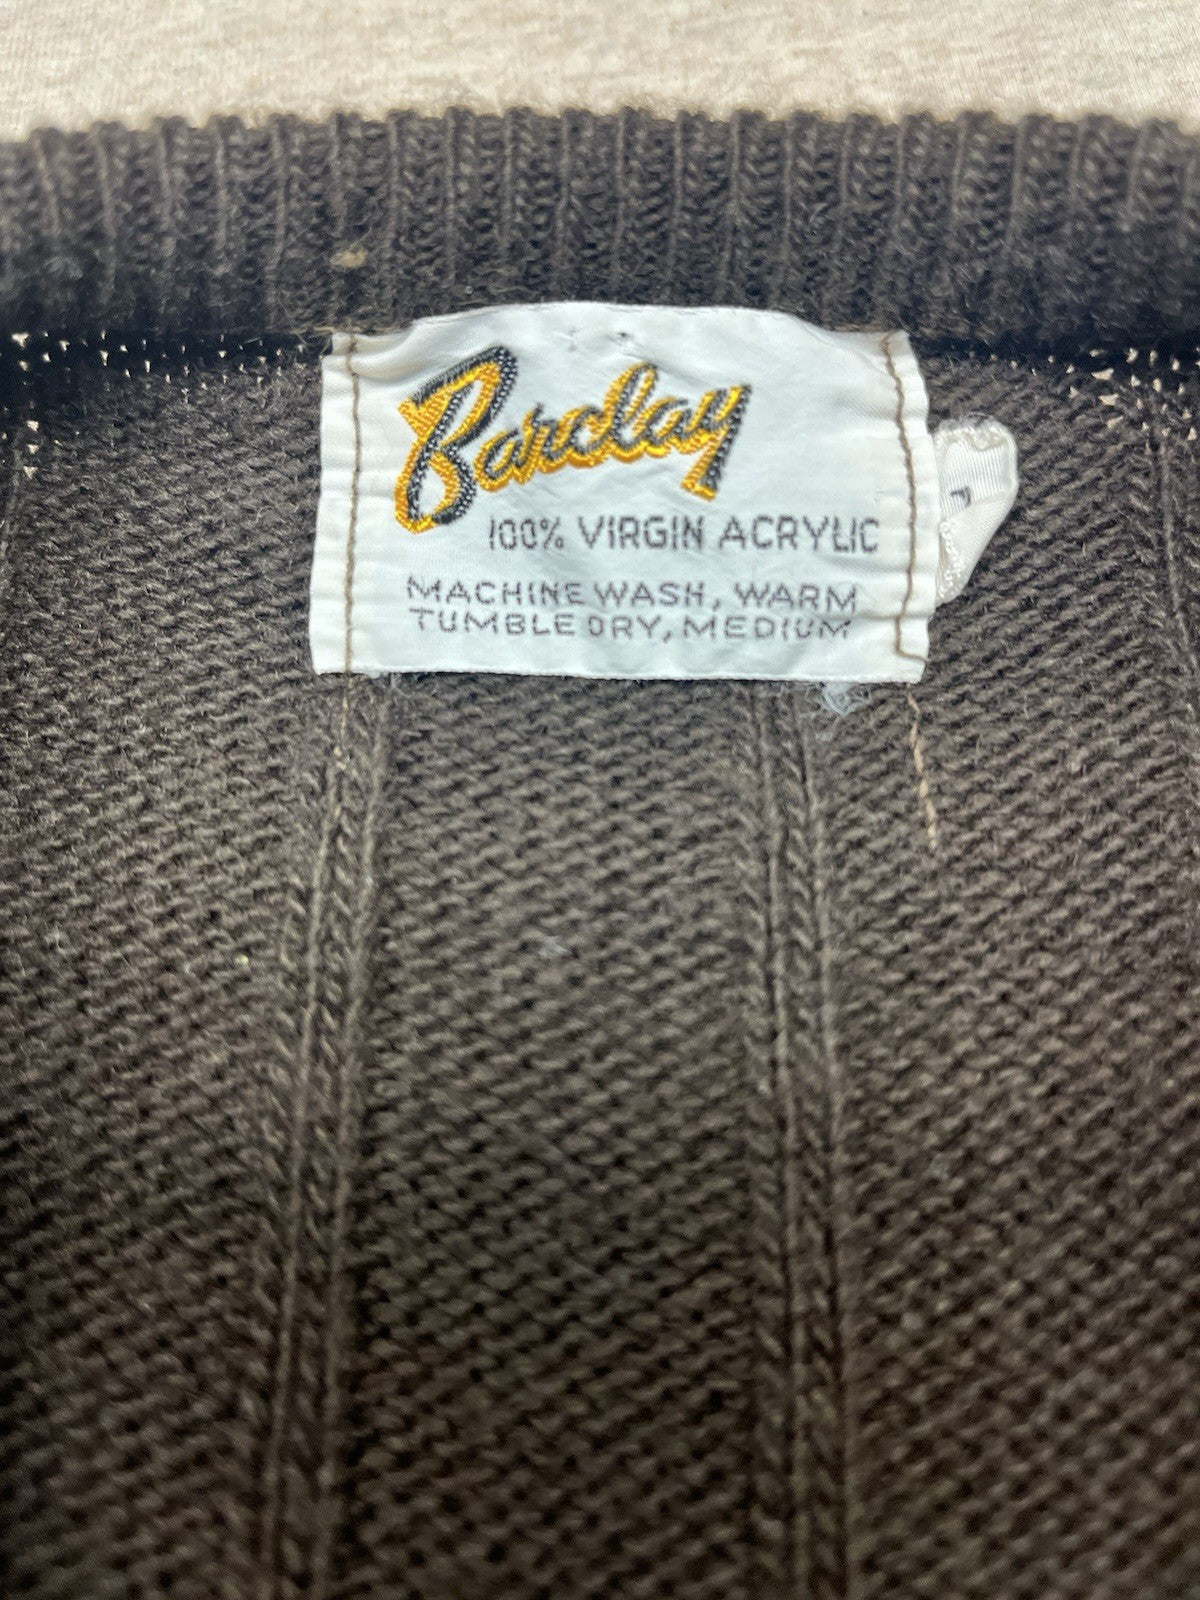 Barclay
100% VIRGIN ACRYLIC
MACHINE WASH, WARM
TUMBLE DRY, MEDIUM